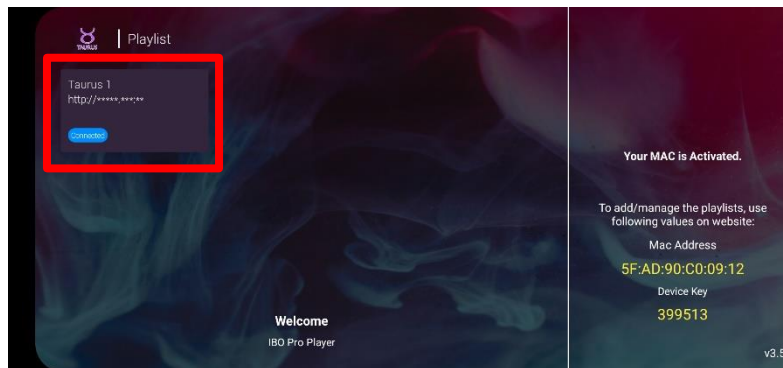 TAURUS
Playlist
Taurus 1
http://*****.***:**
Connected
Welcome
IBO Pro Player
Your MAC is Activated.
To add/manage the playlists, use
following values on website:
Mac Address
5F:AD:90:C0:09:12
Device Key
399513
v3.5